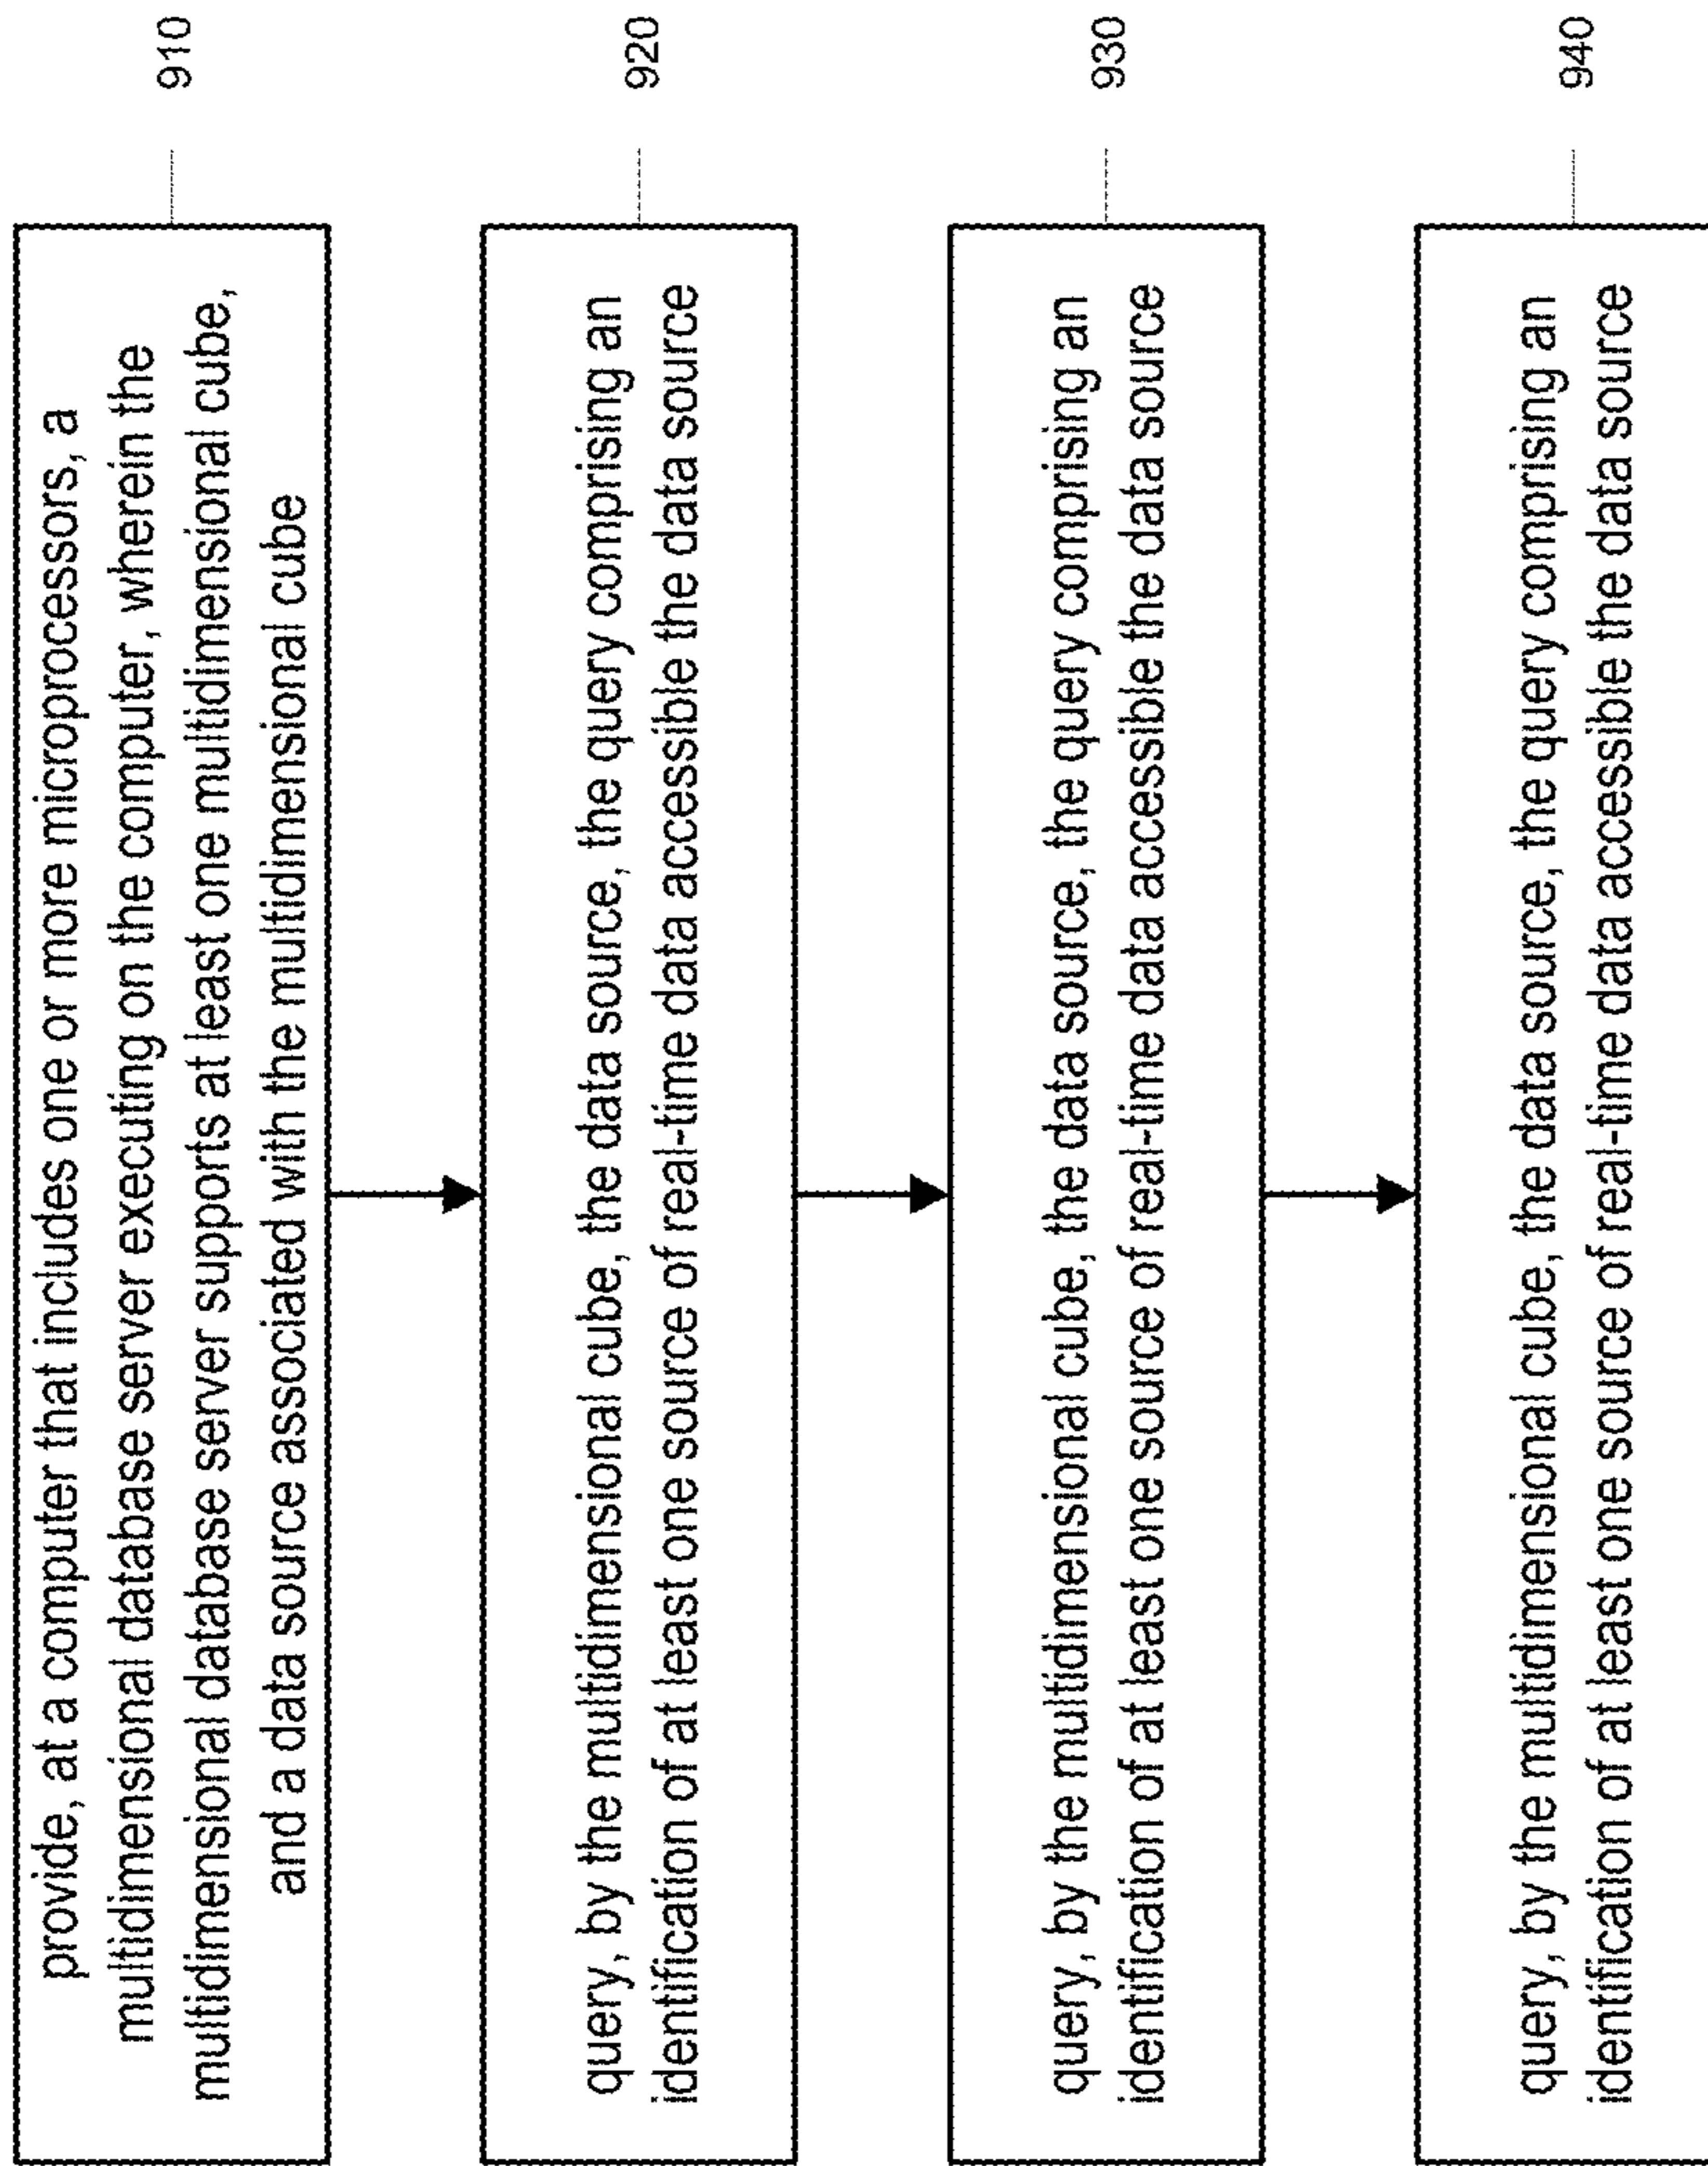 provide, at a computer that includes one or more microprocessors, a
multidimensional database server executing on the computer, wherein the
multidimensional database server supports at least one multidimensional cube,
and a data source associated with the multidimensional cube
910
query, by the multidimensional cube, the data source, the query comprising an
identification of at least one source of real-time data accessible the data source
920
query, by the multidimensional cube, the data source, the query comprising an
identification of at least one source of real-time data accessible the data source
930
query, by the multidimensional cube, the data source, the query comprising an
identification of at least one source of real-time data accessible the data source
940